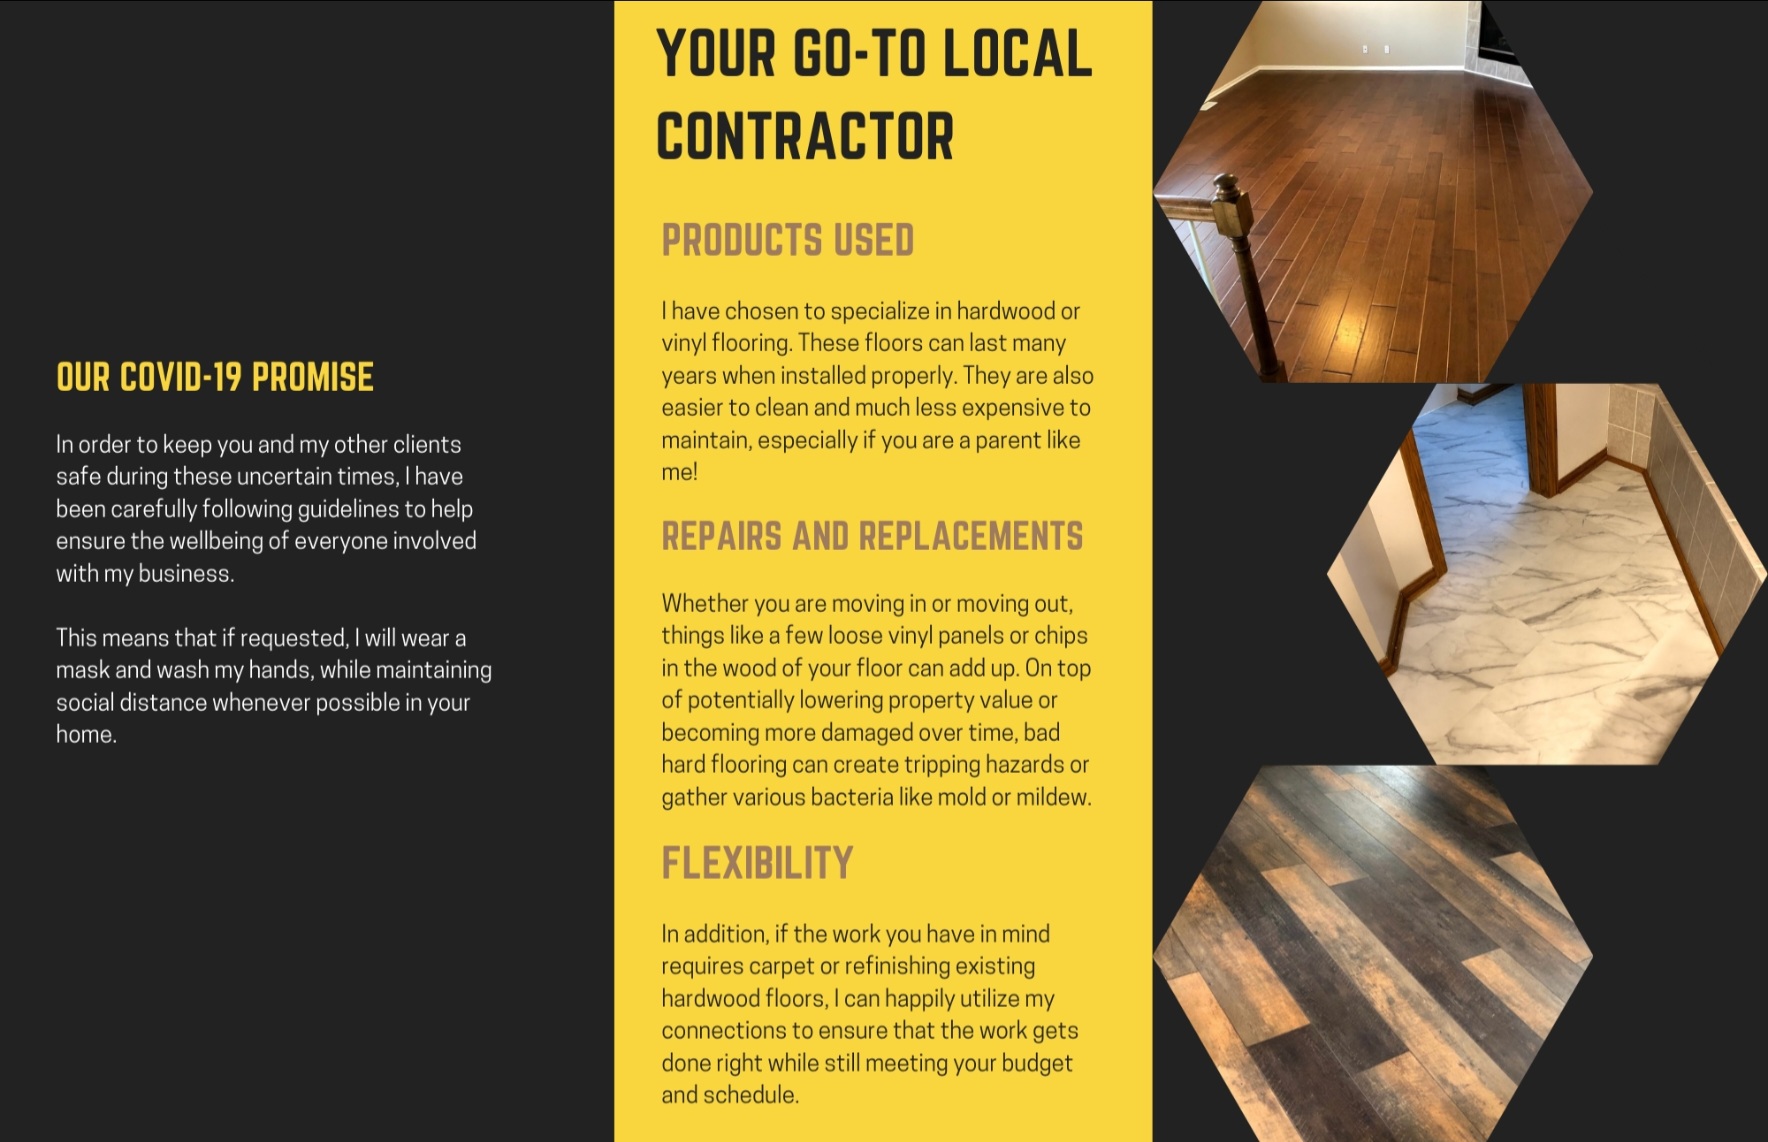 OUR COVID-19 PROMISE
In order to keep you and my other clients
safe during these uncertain times, I have
been carefully following guidelines to help
ensure the wellbeing of everyone involved
with my business.
This means that if requested, I will wear a
mask and wash my hands, while maintaining
social distance whenever possible in your
home.
YOUR GO-TO LOCAL
CONTRACTOR
PRODUCTS USED
I have chosen to specialize in hardwood or
vinyl flooring. These floors can last many
years when installed properly. They are also
easier to clean and much less expensive to
maintain, especially if you are a parent like
me!
REPAIRS AND REPLACEMENTS
Whether you are moving in or moving out,
things like a few loose vinyl panels or chips
in the wood of your floor can add up. On top
of potentially lowering property value or
becoming more damaged over time, bad
hard flooring can create tripping hazards or
gather various bacteria like mold or mildew.
FLEXIBILITY
In addition, if the work you have in mind
requires carpet or refinishing existing
hardwood floors, I can happily utilize my
connections to ensure that the work gets
done right while still meeting your budget
and schedule.